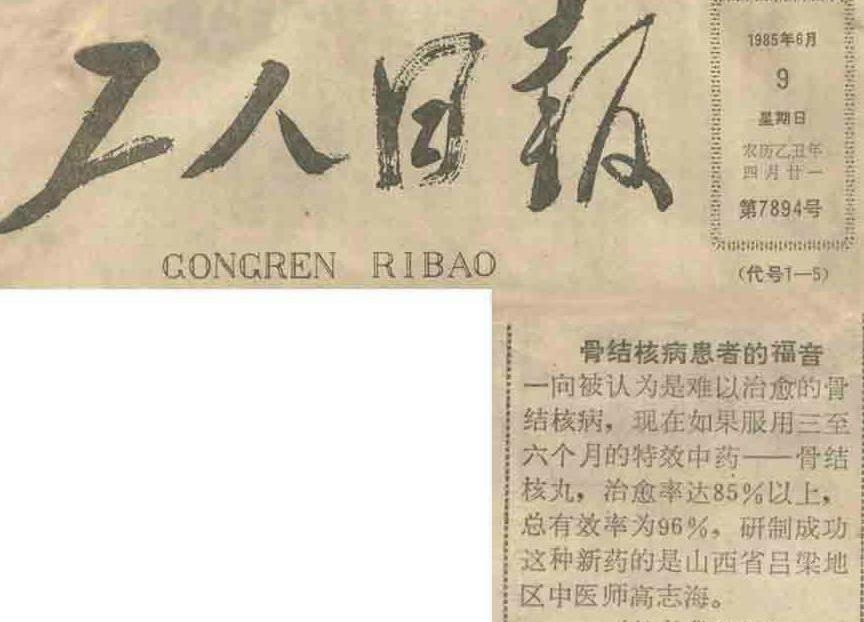 工人日报
GONGREN RIBAO
1985年6月
9
星期日
农历乙丑年
四月廿一
第7894号
（代号1—5）
骨结核病患者的福音
一向被认为是难以治愈的骨
结核病，现在如果服用三至
六个月的特效中药——骨结
核丸，治愈率达85%以上，
总有效率为96%，研制成功
这种新药的是山西省吕梁地
区中医师高志海。